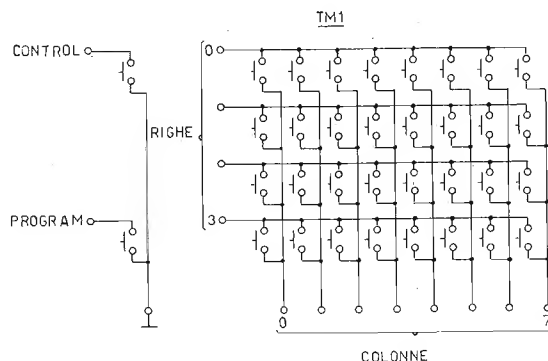 TM1
CONTROL
0
RIGHE
PROGRAM
3
0
7
COLONNE